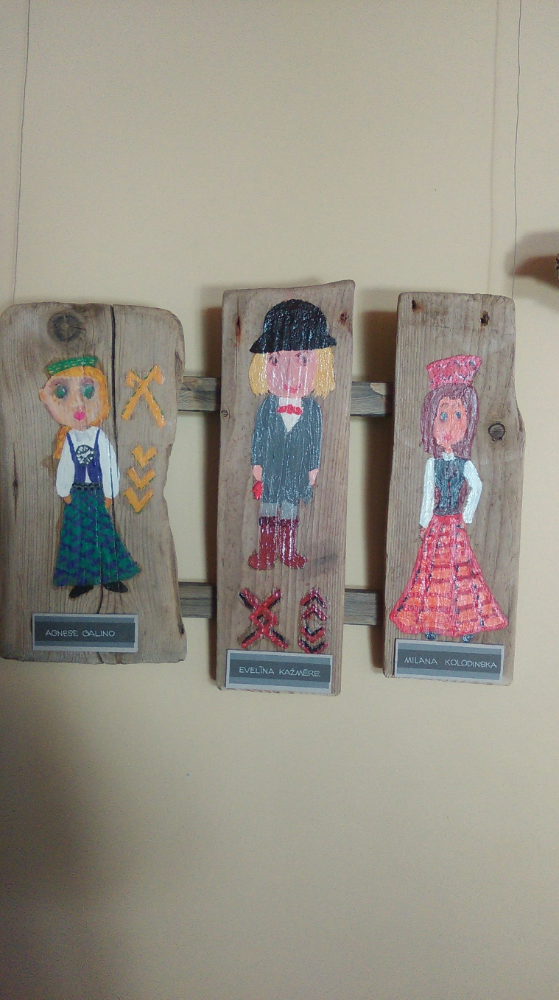 AGNESE GALINO
EVELĪNA KAŽMĒRE
MILANA KOLODINSKA